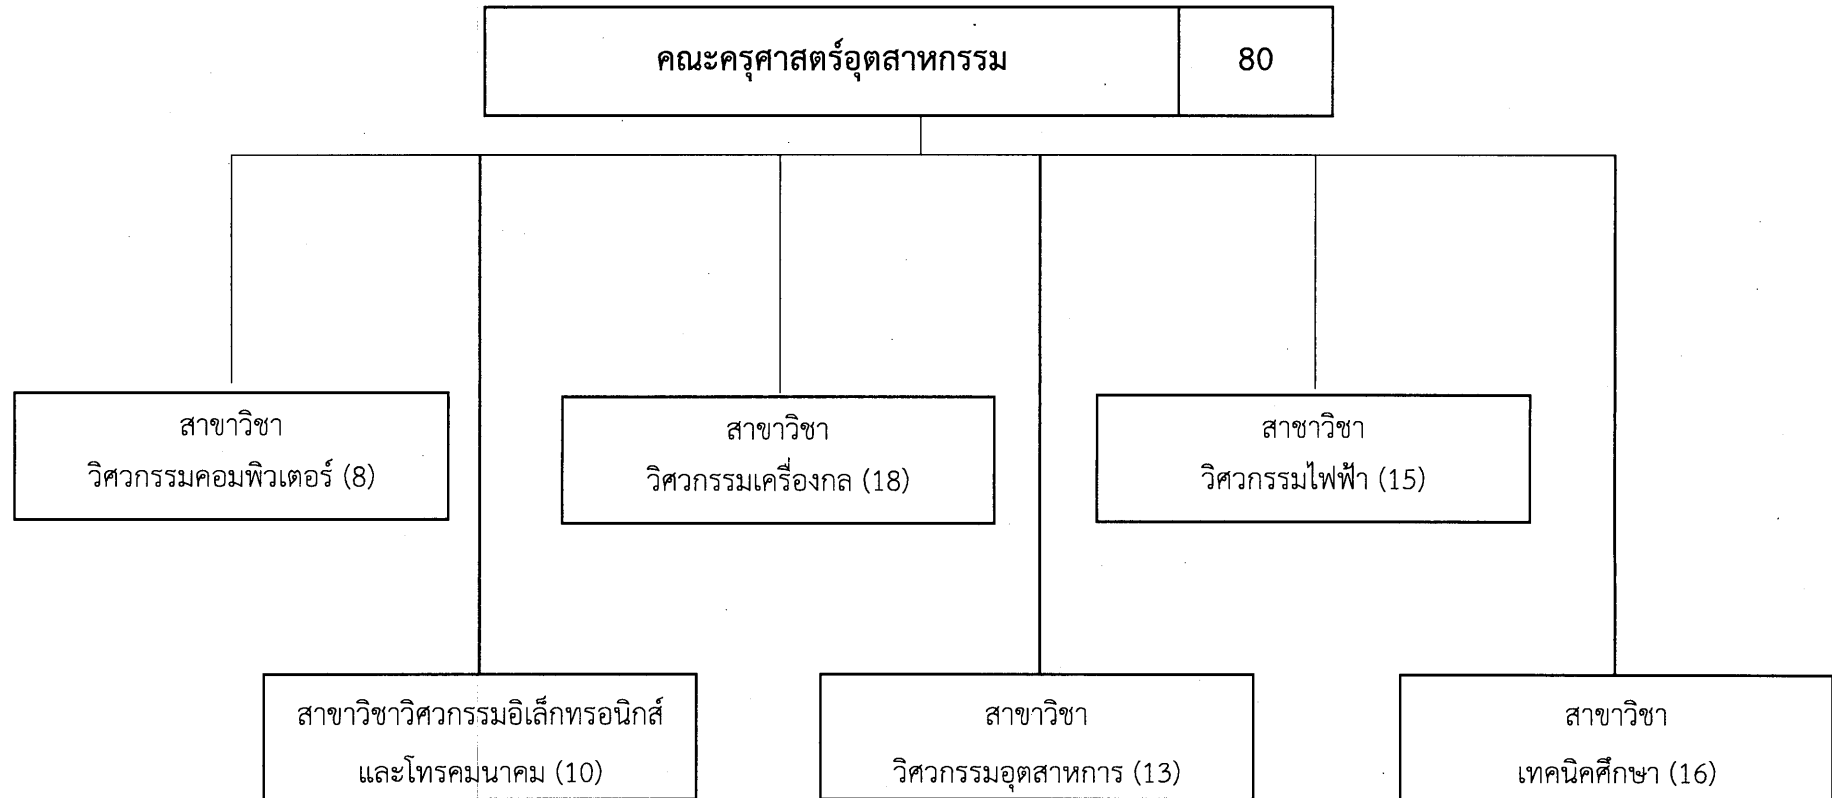 คณะครุศาสตร์อุตสาหกรรม 80
สาขาวิชา
วิศวกรรมคอมพิวเตอร์ (8)
สาขาวิชา
วิศวกรรมเครื่องกล (18)
สาชาวิชา
วิศวกรรมไฟฟ้า (15)
สาขาวิชาวิศวกรรมอิเล็กทรอนิกส์
และโทรคมนาคม (10)
สาขาวิชา
วิศวกรรมอุตสาหการ (13)
สาขาวิชา
เทคนิคศึกษา (16)